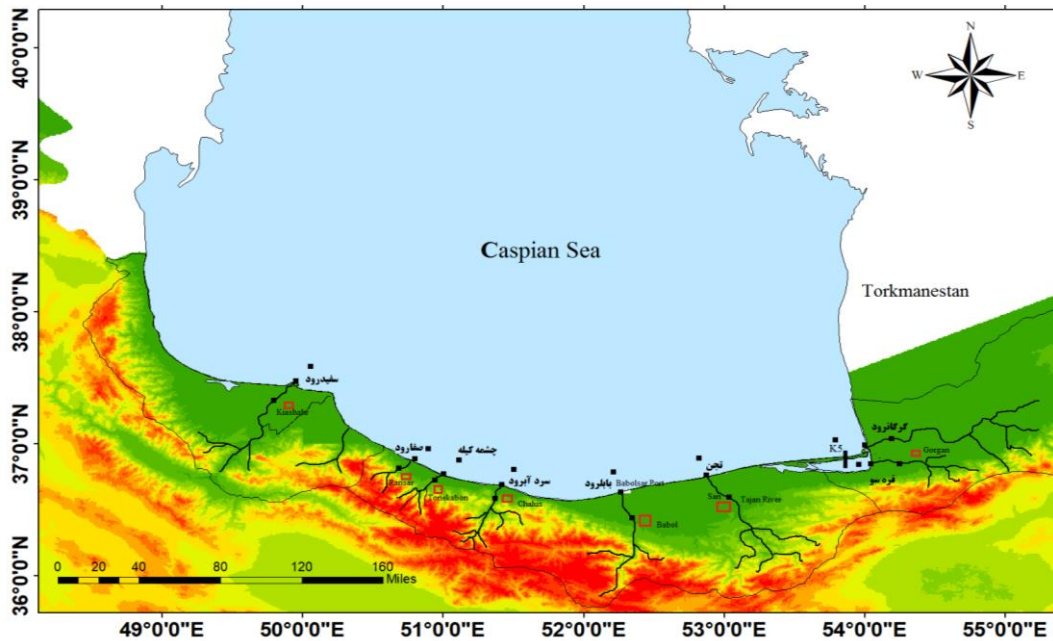 40°0'0"N
39°0'0"N
38°0'0"N
37°0'0"N
36°0'0"N
N
W
E
S
Caspian Sea
Torkmanestan
سفیدرود
Kiashahr
صفارود
چشمه کیله
Ramsar
Tonekabon
سرد آبرود
Chalus
بابلرود
Babolsar Port
Babol
تجن
Sari
Tajan River
K5
گرگانرود
Gorgan
قره سو
0 20 40 80 120 160
Miles
49°0'0"E
50°0'0"E
51°0'0"E
52°0'0"E
53°0'0"E
54°0'0"E
55°0'0"E